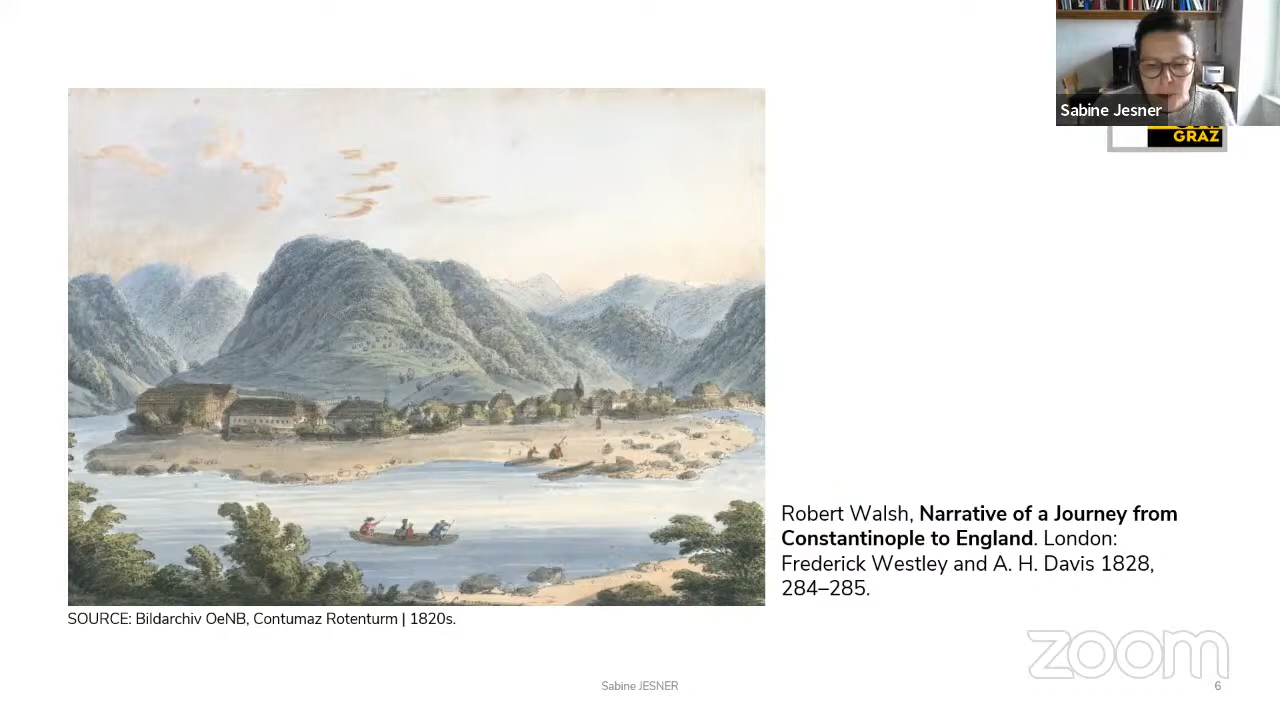 Sabine Jesner
GRAZ
Robert Walsh, Narrative of a Journey from
Constantinople to England. London:
Frederick Westley and A. H. Davis 1828,
284–285.
SOURCE: Bildarchiv OeNB, Contumaz Rotenturm | 1820s.
zoom
Sabine JESNER
6